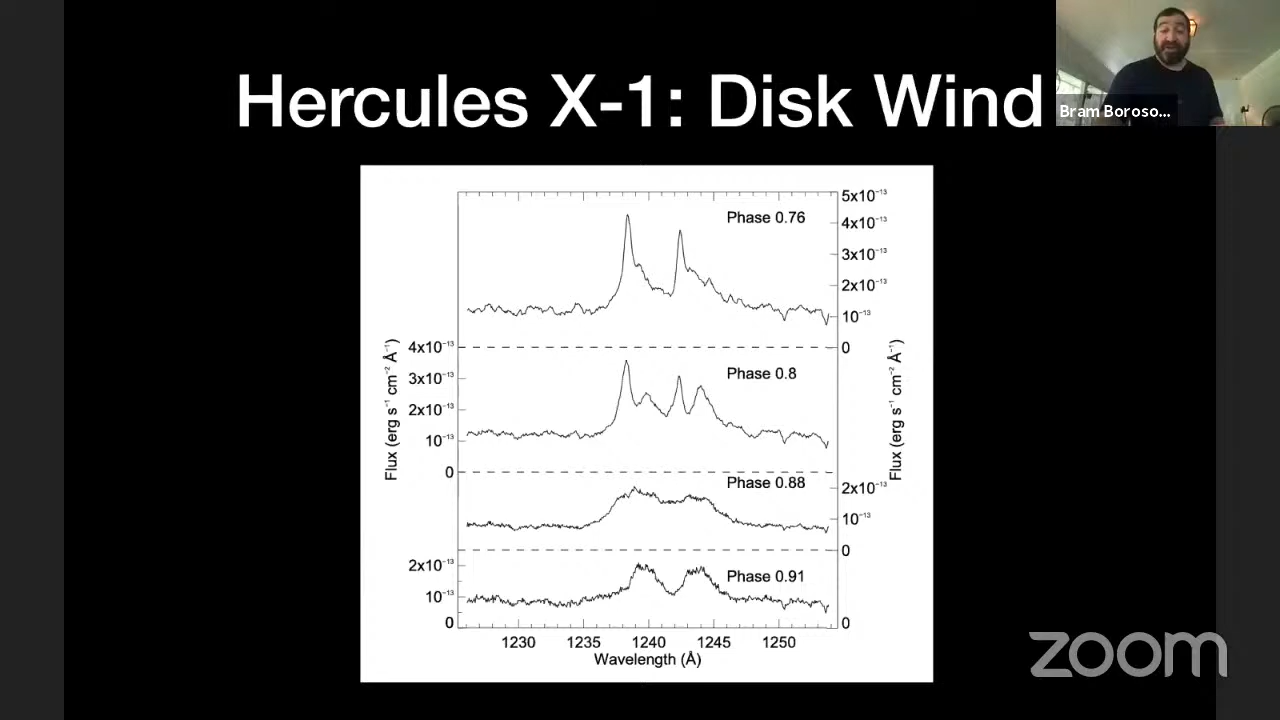 Hercules X-1: Disk Wind
Bram Boroso...
Phase 0.76
5x10⁻¹³
4x10⁻¹³
3x10⁻¹³
2x10⁻¹³
10⁻¹³
0
Phase 0.8
4x10⁻¹³
3x10⁻¹³
2x10⁻¹³
10⁻¹³
0
Flux (erg s⁻¹ cm⁻² Å⁻¹)
Flux (erg s⁻¹ cm⁻² Å⁻¹)
Phase 0.88
2x10⁻¹³
10⁻¹³
0
Phase 0.91
2x10⁻¹³
10⁻¹³
0
0
1230 1235 1240 1245 1250
Wavelength (Å)
zoom